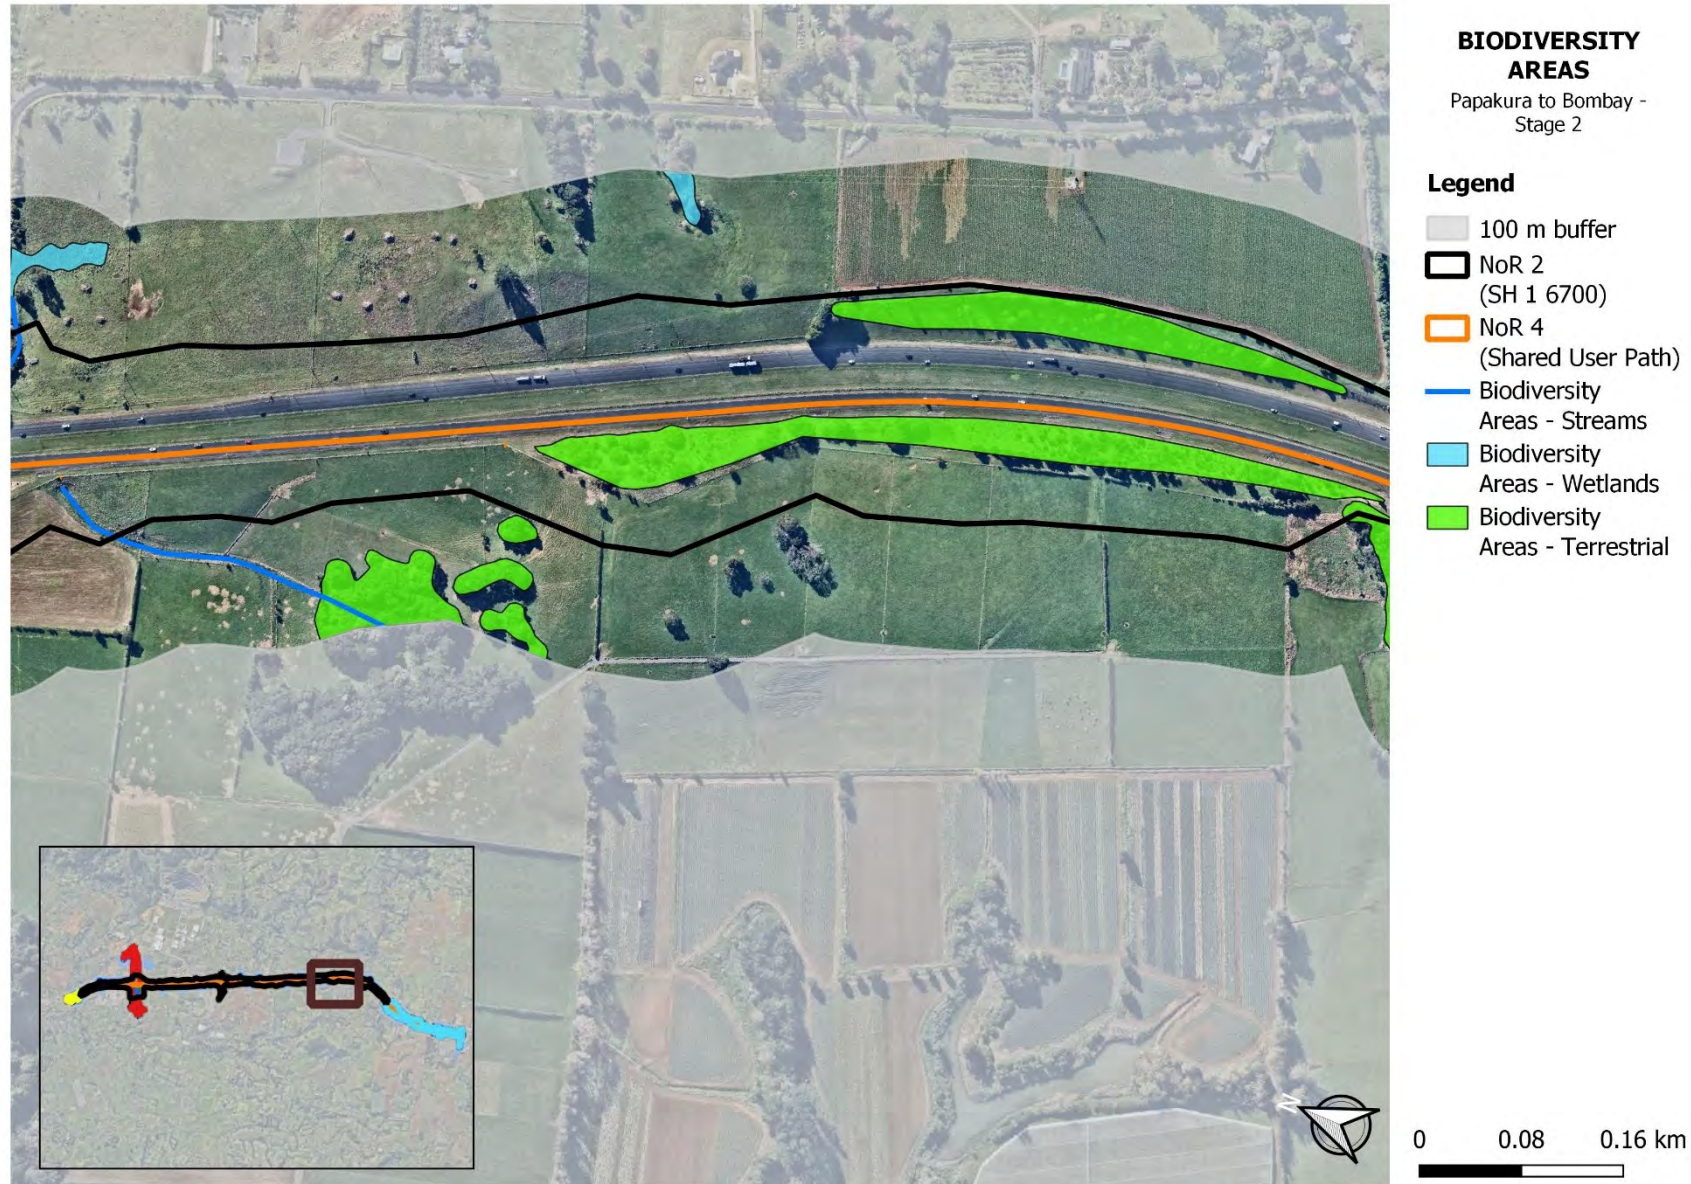 BIODIVERSITY
AREAS
Papakura to Bombay -
Stage 2
Legend
100 m buffer
NoR 2
(SH 1 6700)
NoR 4
(Shared User Path)
Biodiversity
Areas - Streams
Biodiversity
Areas - Wetlands
Biodiversity
Areas - Terrestrial
N
0 0.08 0.16 km